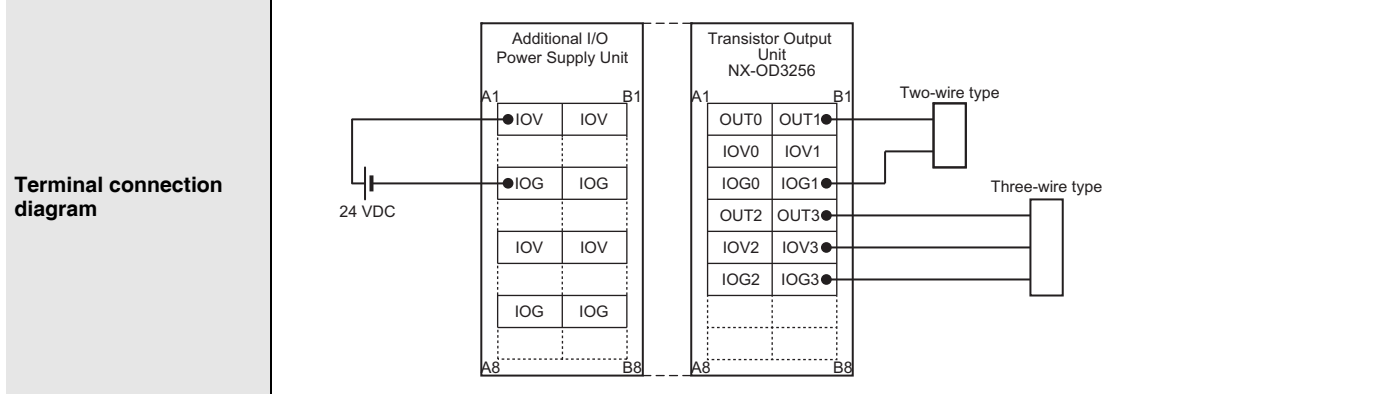 Terminal connection
diagram
Additional I/O
Power Supply Unit
A1 B1
IOV IOV
IOG IOG
IOV IOV
IOG IOG
A8 B8
24 VDC
Transistor Output
Unit
NX-OD3256
A1 B1
OUT0 OUT1
IOV0 IOV1
IOG0 IOG1
OUT2 OUT3
IOV2 IOV3
IOG2 IOG3
A8 B8
Two-wire type
Three-wire type